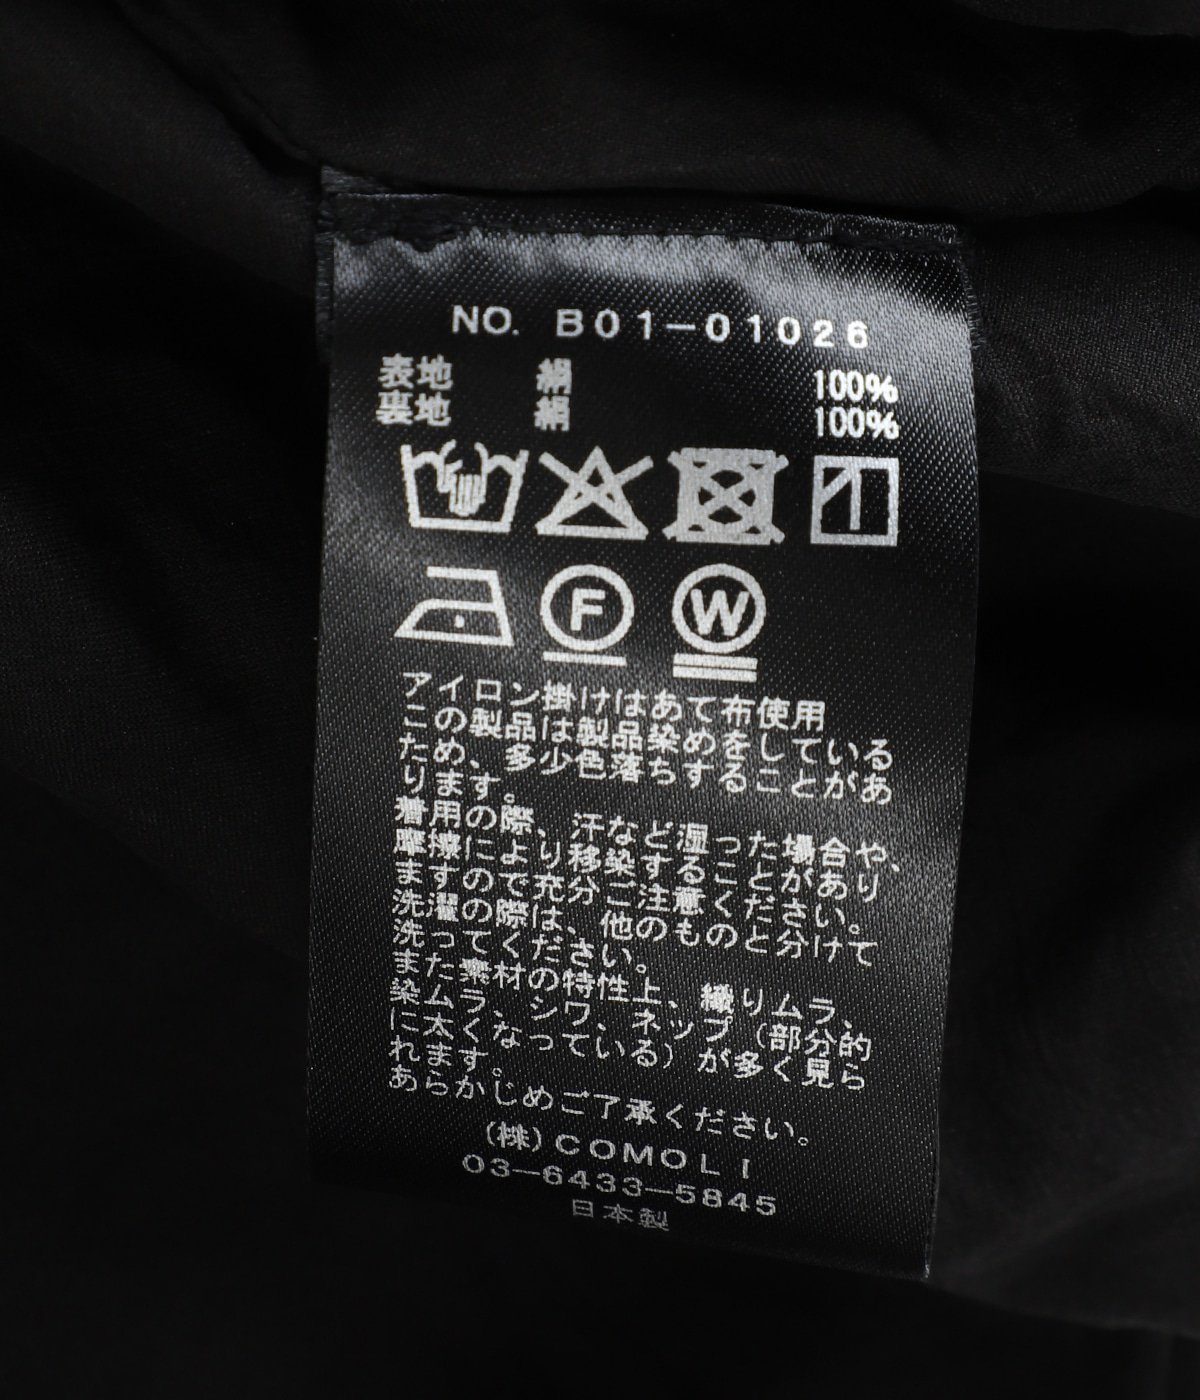 NO. B01-01026
表地 絹 100%
裏地 絹 100%
F W
アイロン掛けはあて布使用
この製品は製品染めをしている
ため、多少色落ちすることがあ
ります。
着用の際、汗など湿った場合や、
摩擦により移染することがあり
ますので充分ご注意ください。
洗濯の際は、他のものと分けて
洗ってください。
また素材の特性上、織りムラ、
染ムラ、シワ、ネップ(部分的
に太くなっている)が多く見ら
れます。
あらかじめご了承ください。
(株)COMOLI
03-6433-5845
日本製